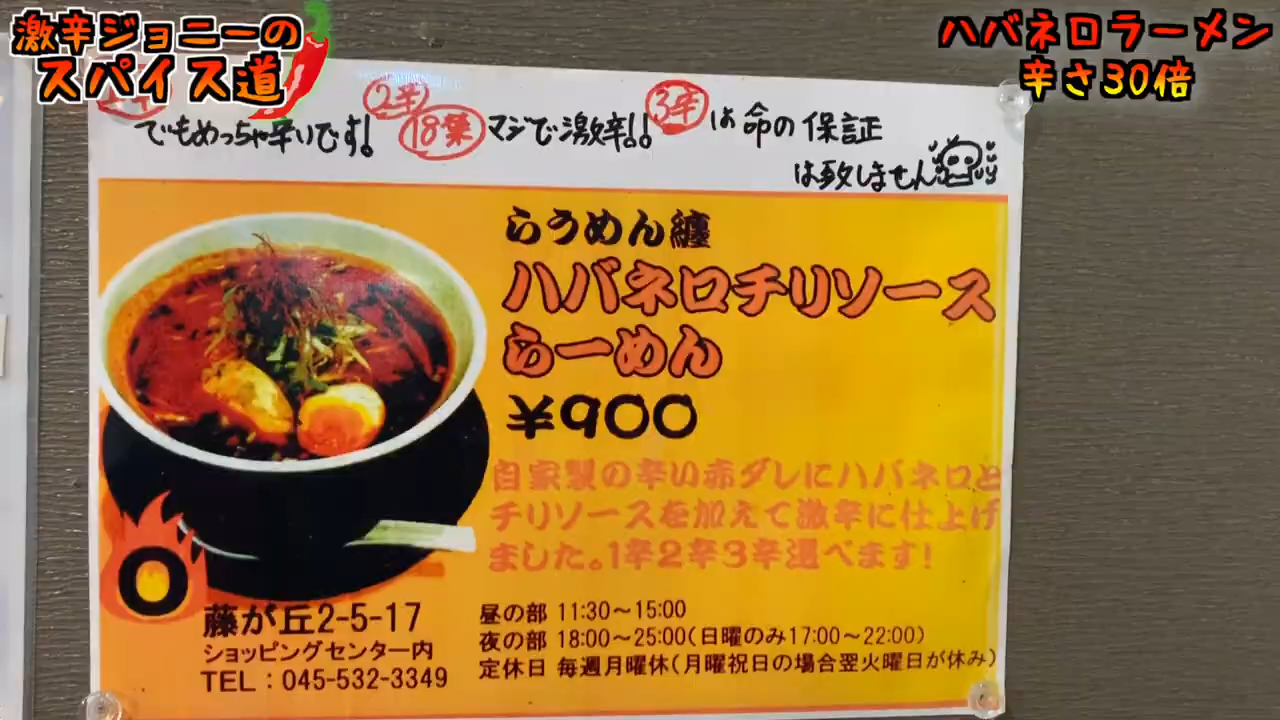 激辛ジョニーの
スパイス道
ハバネロラーメン
辛さ30倍
でもめっちゃ辛いです!
2辛
18禁
マジで激辛!!
3辛
は命の保証
は致しません
らうめん纏
ハバネロチリソース
らーめん
¥900
自家製の辛い赤ダレにハバネロと
チリソースを加えて激辛に仕上げ
ました。1辛2辛3辛選べます!
藤が丘2-5-17
ショッピングセンター内
TEL:045-532-3349
昼の部 11:30~15:00
夜の部 18:00~25:00(日曜のみ17:00~22:00)
定休日 毎週月曜休(月曜祝日の場合翌火曜日が休み)